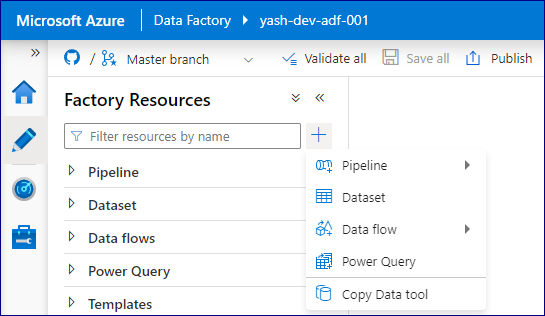 Microsoft Azure Data Factory › yash-dev-adf-001
» / Master branch Validate all Save all Publish
Factory Resources «
Filter resources by name +
Pipeline
Dataset
Data flows
Power Query
Templates
Pipeline
Dataset
Data flow
Power Query
Copy Data tool